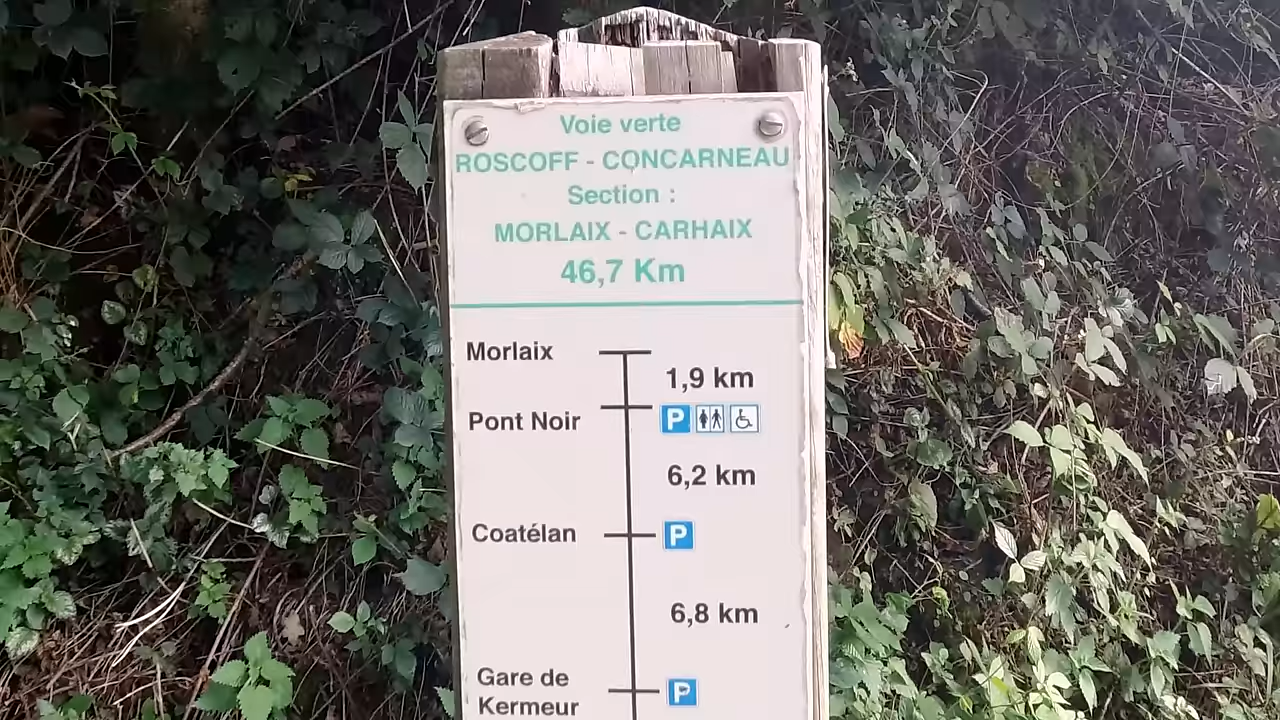 Voie verte
ROSCOFF - CONCARNEAU
Section :
MORLAIX - CARHAIX
46,7 Km
Morlaix
1,9 km
Pont Noir
P
6,2 km
Coatélan
P
6,8 km
Gare de
Kermeur
P